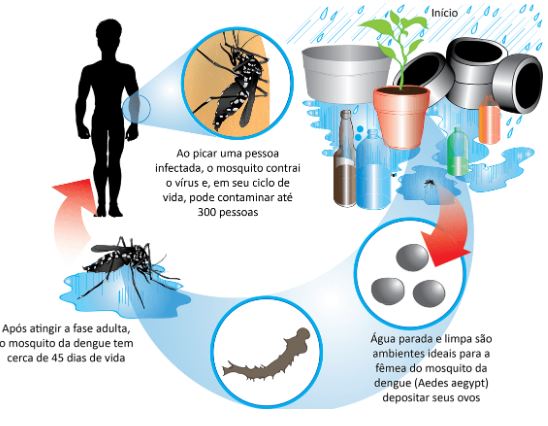 Início
Ao picar uma pessoa
infectada, o mosquito contrai
o vírus e, em seu ciclo de
vida, pode contaminar até
300 pessoas
Água parada e limpa são
ambientes ideais para a
fêmea do mosquito da
dengue (Aedes aegypt)
depositar seus ovos
Após atingir a fase adulta,
o mosquito da dengue tem
cerca de 45 dias de vida